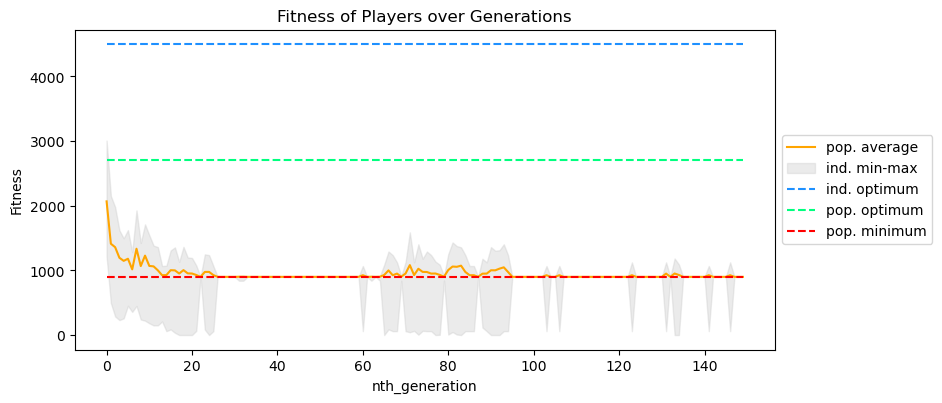 Fitness of Players over Generations
Fitness
4000
3000
2000
1000
0
0 20 40 60 80 100 120 140
nth_generation
pop. average
ind. min-max
ind. optimum
pop. optimum
pop. minimum